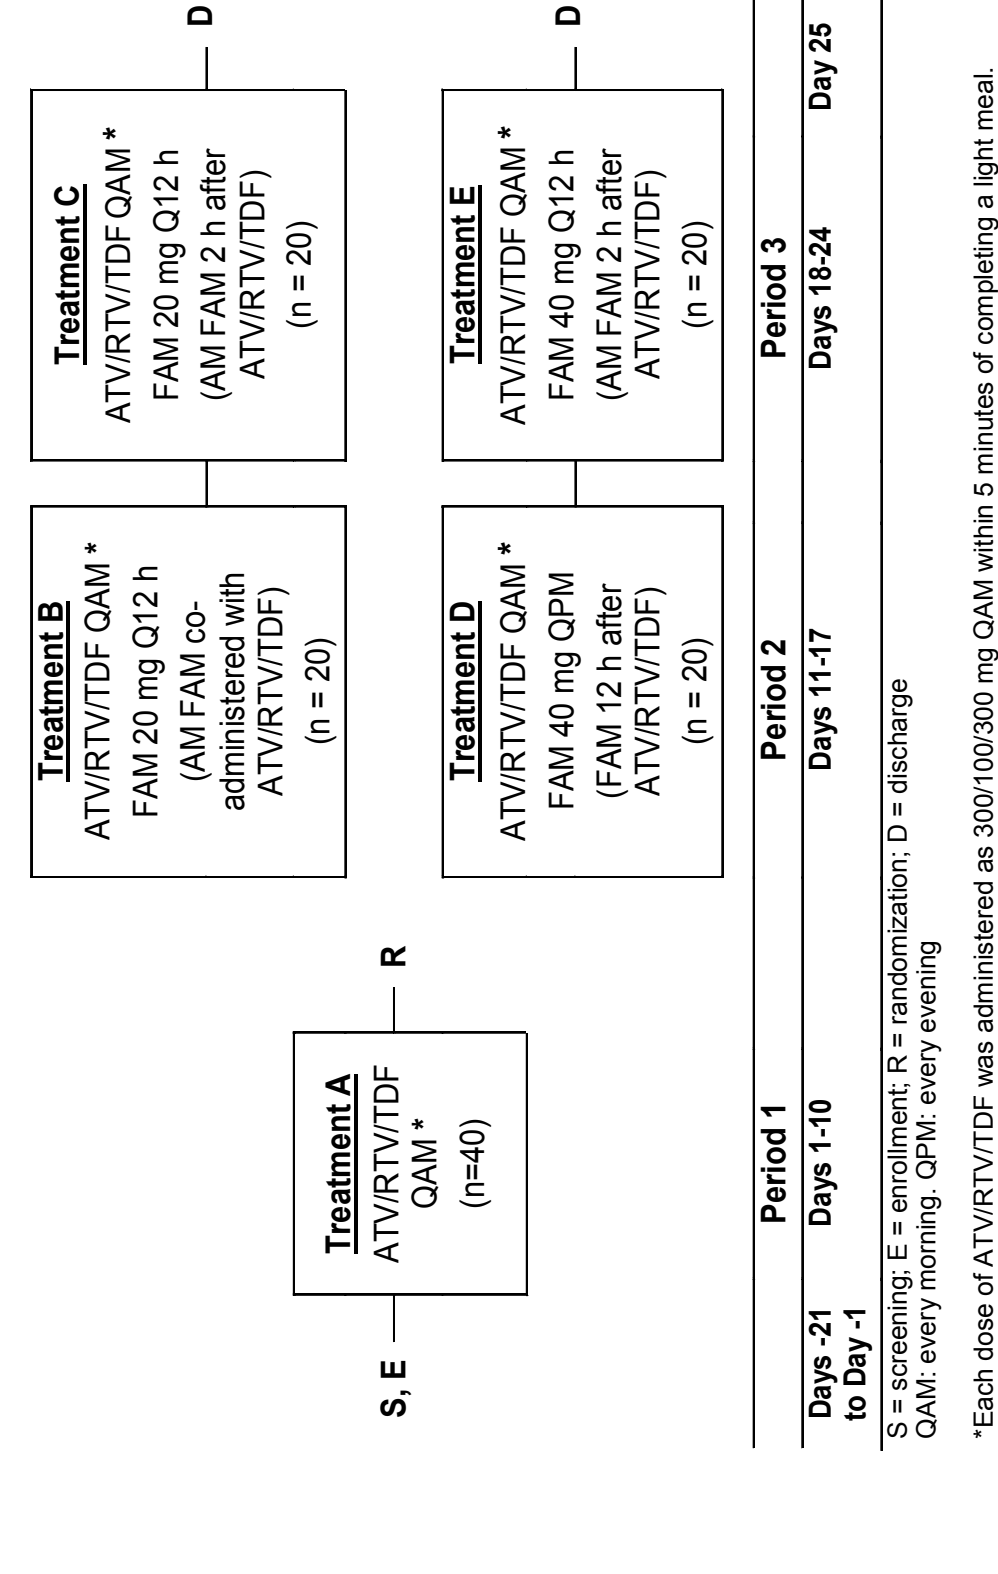 S, E
Treatment A
ATV/RTV/TDF
QAM *
(n=40)
R
Treatment B
ATV/RTV/TDF QAM *
FAM 20 mg Q12 h
(AM FAM co-
administered with
ATV/RTV/TDF)
(n = 20)
Treatment C
ATV/RTV/TDF QAM *
FAM 20 mg Q12 h
(AM FAM 2 h after
ATV/RTV/TDF)
(n = 20)
D
Treatment D
ATV/RTV/TDF QAM *
FAM 40 mg QPM
(FAM 12 h after
ATV/RTV/TDF)
(n = 20)
Treatment E
ATV/RTV/TDF QAM *
FAM 40 mg Q12 h
(AM FAM 2 h after
ATV/RTV/TDF)
(n = 20)
D
Period 1 Period 2 Period 3
Days -21 Days 1-10 Days 11-17 Days 18-24 Day 25
to Day -1
S = screening; E = enrollment; R = randomization; D = discharge
QAM: every morning. QPM: every evening
*Each dose of ATV/RTV/TDF was administered as 300/100/300 mg QAM within 5 minutes of completing a light meal.